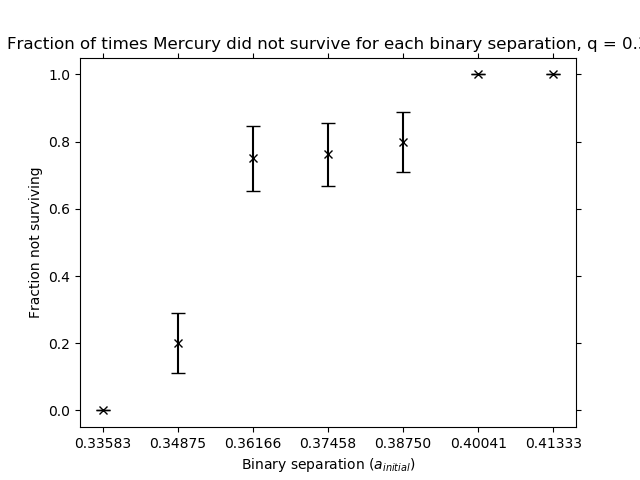 Fraction of times Mercury did not survive for each binary separation, q = 0.
1.0
0.8
0.6
0.4
0.2
0.0
Fraction not surviving
0.33583 0.34875 0.36166 0.37458 0.38750 0.40041 0.41333
Binary separation (a_initial)